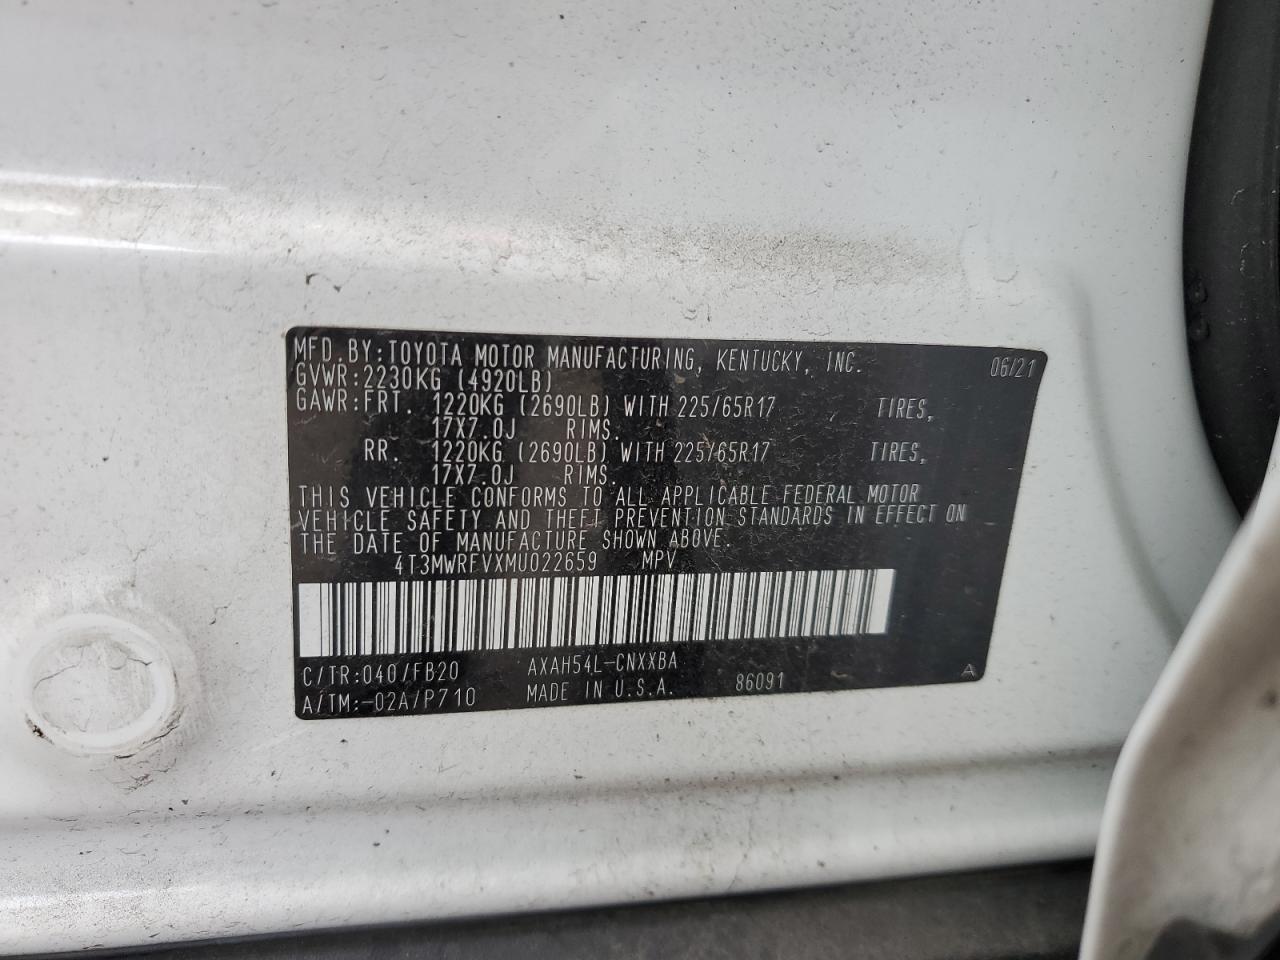 MFD.BY:TOYOTA MOTOR MANUFACTURING, KENTUCKY, INC. 06/21
GVWR:2230KG (4920LB)
GAWR:FRT. 1220KG (2690LB) WITH 225/65R17 TIRES,
17X7.0J RIMS.
RR. 1220KG (2690LB) WITH 225/65R17 TIRES,
17X7.0J RIMS.
THIS VEHICLE CONFORMS TO ALL APPLICABLE FEDERAL MOTOR
VEHICLE SAFETY AND THEFT PREVENTION STANDARDS IN EFFECT ON
THE DATE OF MANUFACTURE SHOWN ABOVE.
4T3MWRFVXMU022659 MPV
C/TR:040/FB20 AXAH54L-CNXXBA
A/TM:-02A/P710 MADE IN U.S.A. 86091 A